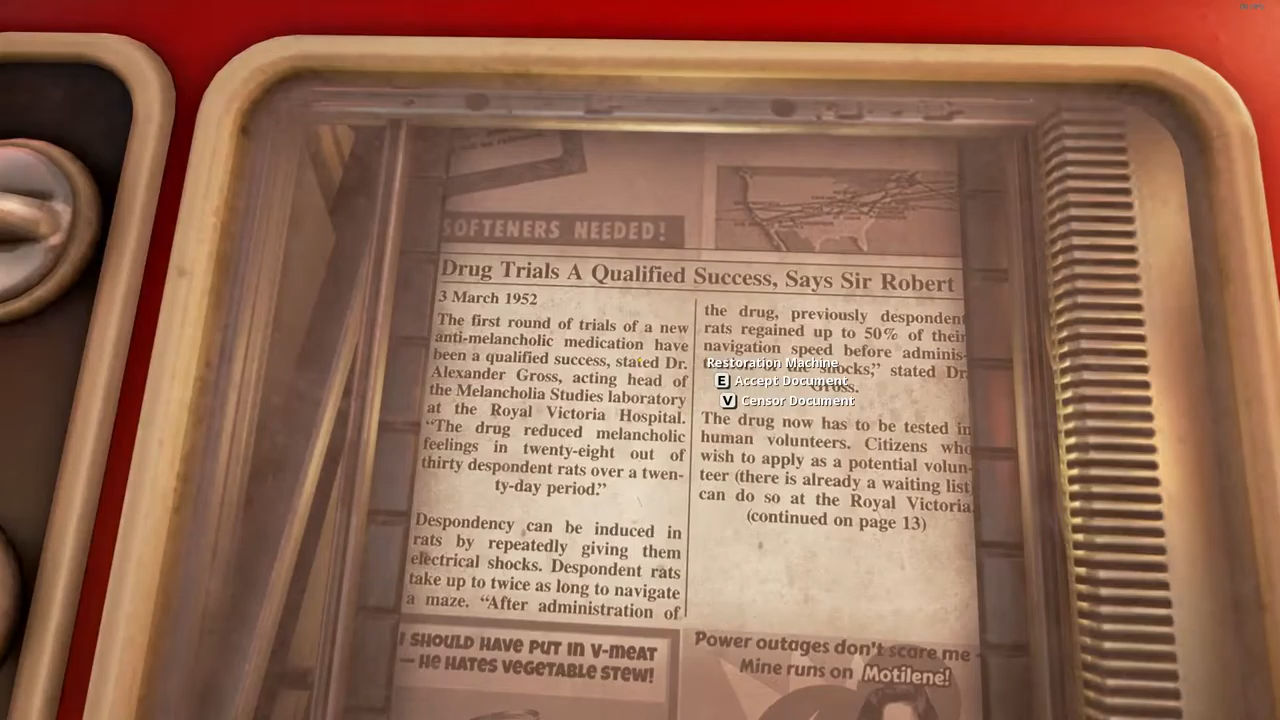 SOFTENERS NEEDED!
Drug Trials A Qualified Success, Says Sir Robert
3 March 1952
The first round of trials of a new
anti-melancholic medication have
been a qualified success, stated Dr.
Alexander Gross, acting head of
the Melancholia Studies laboratory
at the Royal Victoria Hospital.
“The drug reduced melancholic
feelings in twenty-eight out of
thirty despondent rats over a twen-
ty-day period.”
Despondency can be induced in
rats by repeatedly giving them
electrical shocks. Despondent rats
take up to twice as long to navigate
a maze. “After administration of
the drug, previously despondent
rats regained up to 50% of their
navigation speed before adminis-
shocks,” stated Dr.
Gross.
The drug now has to be tested in
human volunteers. Citizens who
wish to apply as a potential volun-
teer (there is already a waiting list
can do so at the Royal Victoria.
(continued on page 13)
Restoration Machine
E Accept Document
V Censor Document
I SHOULD HAVE PUT IN V-MEAT
— HE HATES VEGETABLE STEW!
Power outages don't scare me -
Mine runs on Motilene!